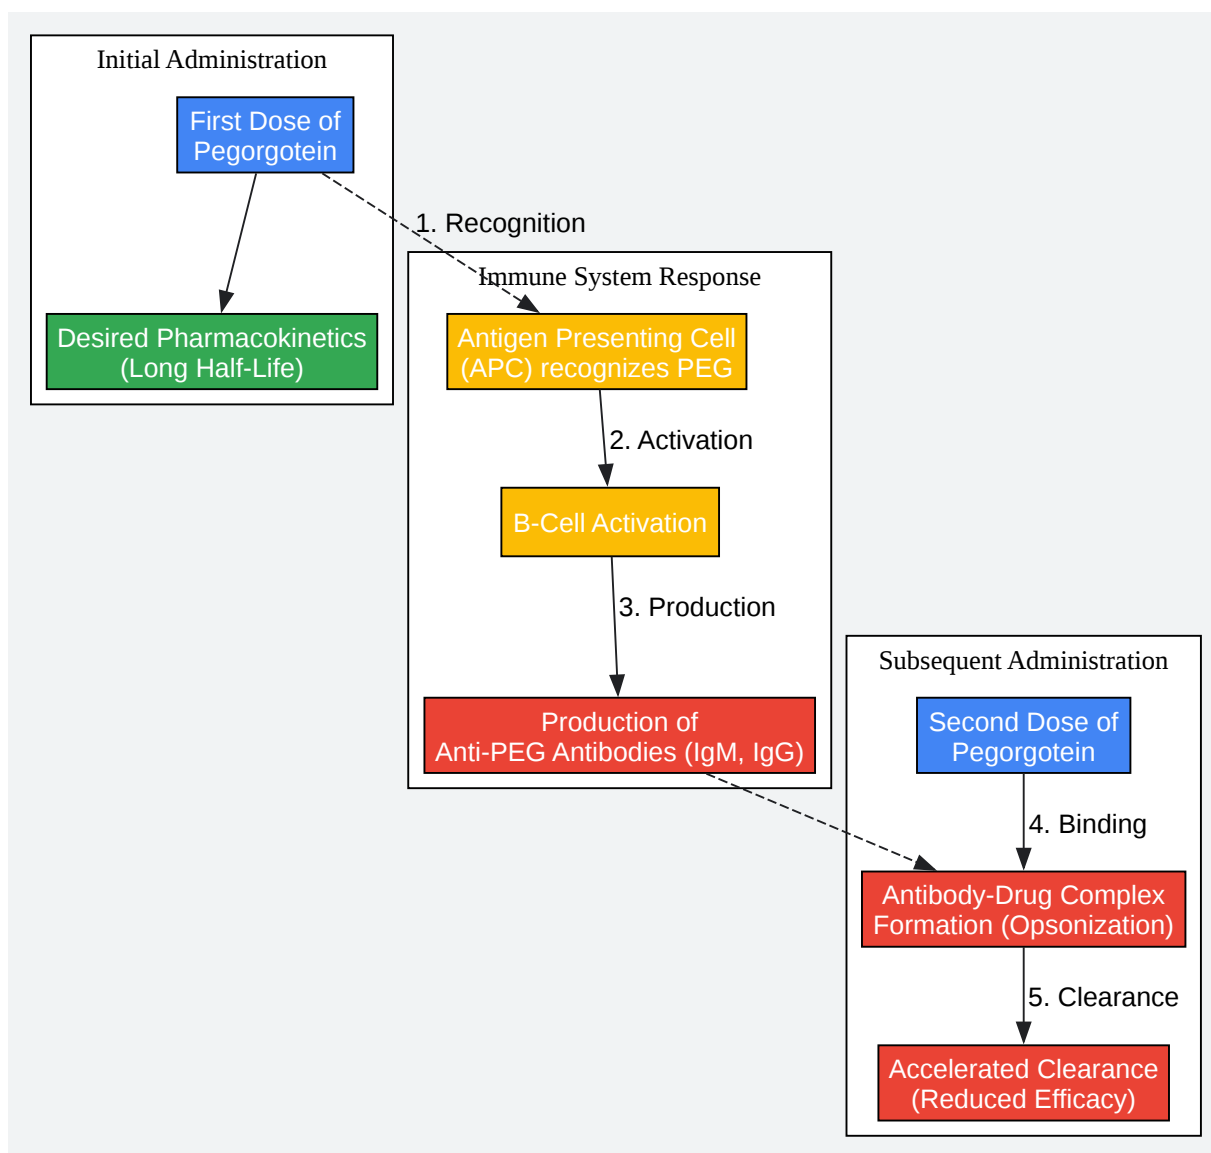 Initial Administration
First Dose of
Pegorgotein
1. Recognition
Desired Pharmacokinetics
(Long Half-Life)
Immune System Response
Antigen Presenting Cell
(APC) recognizes PEG
2. Activation
B-Cell Activation
3. Production
Production of
Anti-PEG Antibodies (IgM, IgG)
Subsequent Administration
Second Dose of
Pegorgotein
4. Binding
Antibody-Drug Complex
Formation (Opsonization)
5. Clearance
Accelerated Clearance
(Reduced Efficacy)